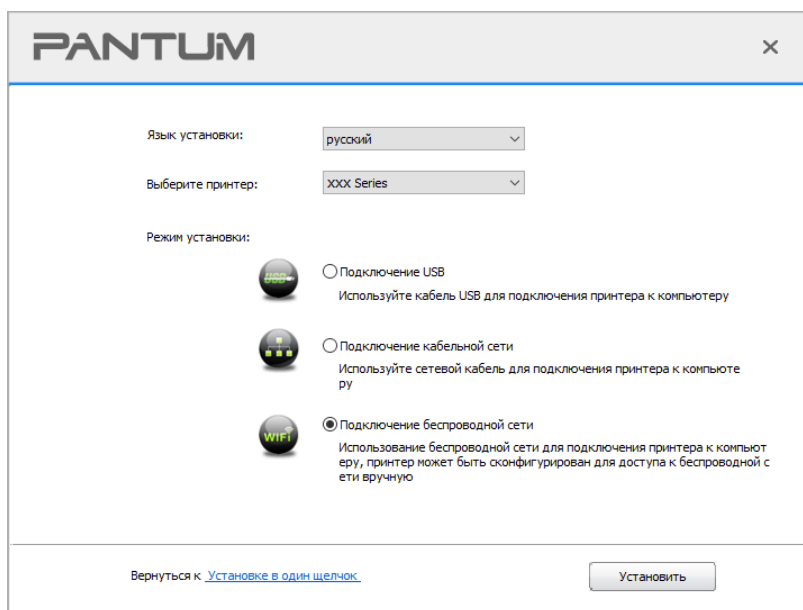 PANTUM
Язык установки:
русский
Выберите принтер:
XXX Series
Режим установки:
USB
Подключение USB
Используйте кабель USB для подключения принтера к компьютеру
Подключение кабельной сети
Используйте сетевой кабель для подключения принтера к компьюте
ру
WiFi
Подключение беспроводной сети
Использование беспроводной сети для подключения принтера к компьют
еру, принтер может быть сконфигурирован для доступа к беспроводной с
ети вручную
Вернуться к Установке в один щелчок
Установить